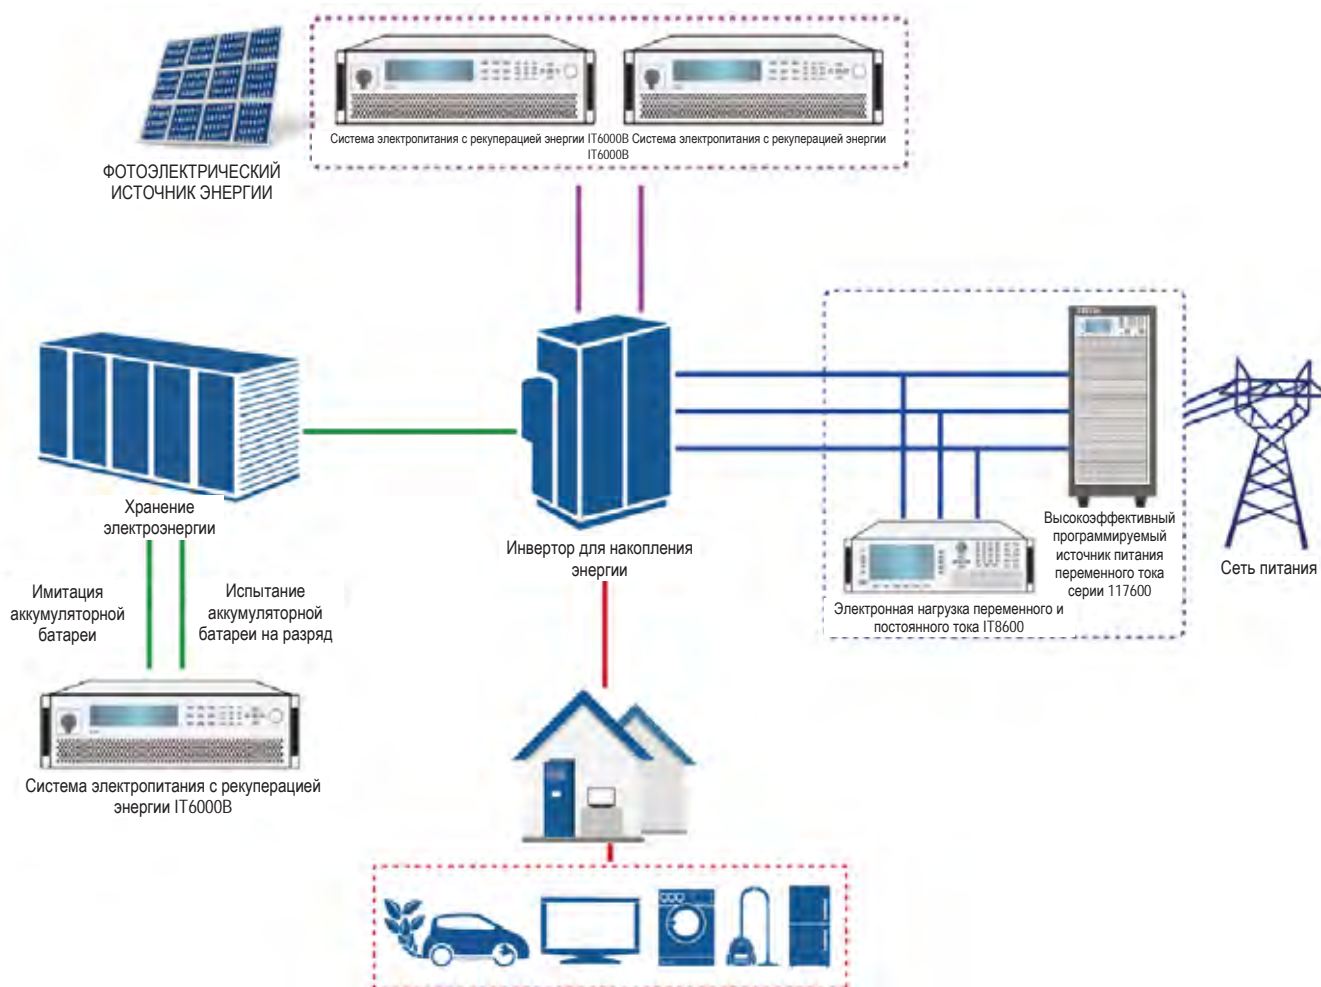 Система электропитания с рекуперацией энергии IT6000B Система электропитания с рекуперацией энергии
IT6000B
ФОТОЭЛЕКТРИЧЕСКИЙ
ИСТОЧНИК ЭНЕРГИИ
Хранение
электроэнергии
Инвертор для накопления
энергии
Высокоэффективный
программируемый
источник питания
переменного тока
серии 117600
Сеть питания
Электронная нагрузка переменного и
постоянного тока IT8600
Имитация
аккумуляторной
батареи
Испытание
аккумуляторной
батареи на разряд
Система электропитания с рекуперацией
энергии IT6000B